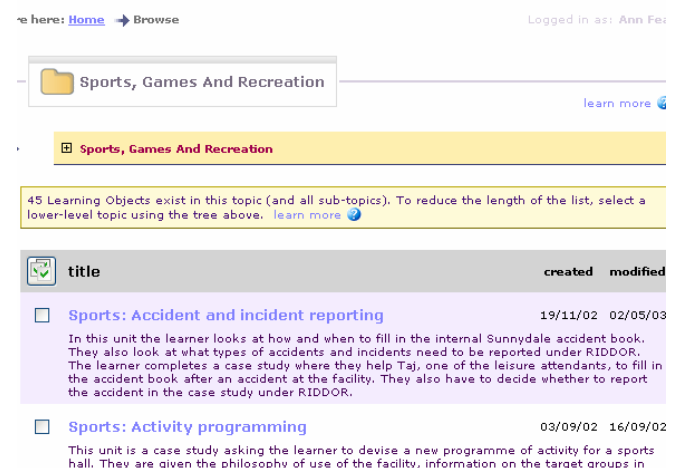 re here: Home Browse
Logged in as: Ann Fea
Sports, Games And Recreation
learn more
Sports, Games And Recreation
45 Learning Objects exist in this topic (and all sub-topics). To reduce the length of the list, select a
lower-level topic using the tree above. learn more
title created modified
Sports: Accident and incident reporting 19/11/02 02/05/03
In this unit the learner looks at how and when to fill in the internal Sunnydale accident book.
They also look at what types of accidents and incidents need to be reported under RIDDOR.
The learner completes a case study where they help Taj, one of the leisure attendants, to fill in
the accident book after an accident at the facility. They also have to decide whether to report
the accident in the case study under RIDDOR.
Sports: Activity programming 03/09/02 16/09/02
This unit is a case study asking the learner to devise a new programme of activity for a sports
hall. They are given the philosophy of use of the facility, information on the target groups in